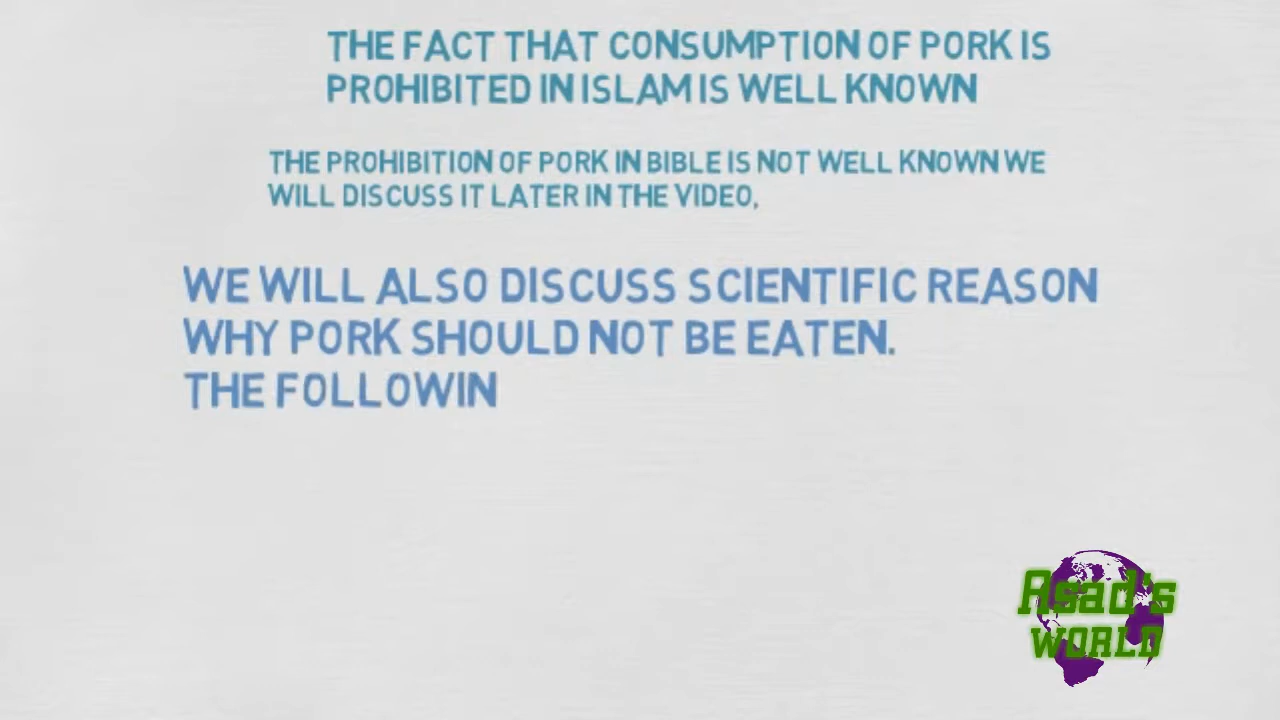 THE FACT THAT CONSUMPTION OF PORK IS
PROHIBITED IN ISLAM IS WELL KNOWN
THE PROHIBITION OF PORK IN BIBLE IS NOT WELL KNOWN WE
WILL DISCUSS IT LATER IN THE VIDEO,
WE WILL ALSO DISCUSS SCIENTIFIC REASON
WHY PORK SHOULD NOT BE EATEN.
THE FOLLOWIN
Asad's
WORLD